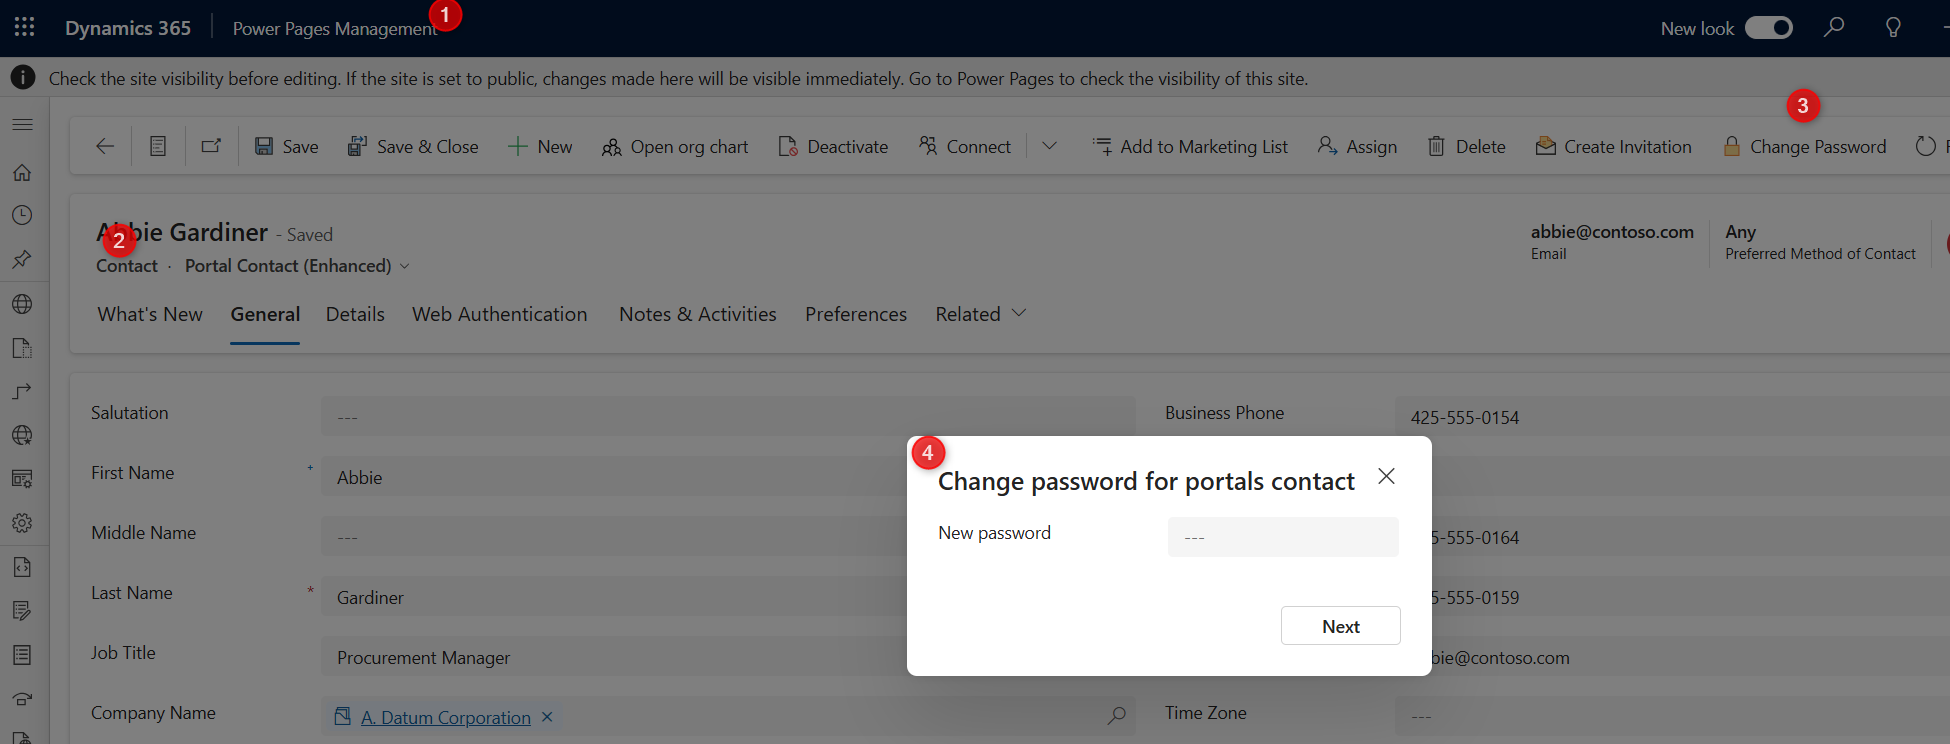 Dynamics 365 Power Pages Management 1 New look
Check the site visibility before editing. If the site is set to public, changes made here will be visible immediately. Go to Power Pages to check the visibility of this site.
3
Save Save & Close New Open org chart Deactivate Connect Add to Marketing List Assign Delete Create Invitation Change Password
Abbie Gardiner - Saved
2
Contact · Portal Contact (Enhanced)
abbie@contoso.com
Email
Any
Preferred Method of Contact
What's New General Details Web Authentication Notes & Activities Preferences Related
Salutation ---
Business Phone 425-555-0154
First Name + Abbie
Middle Name ---
5-555-0164
Last Name * Gardiner
5-555-0159
Job Title Procurement Manager
bie@contoso.com
Company Name A. Datum Corporation
Time Zone ---
4
Change password for portals contact
New password ---
Next